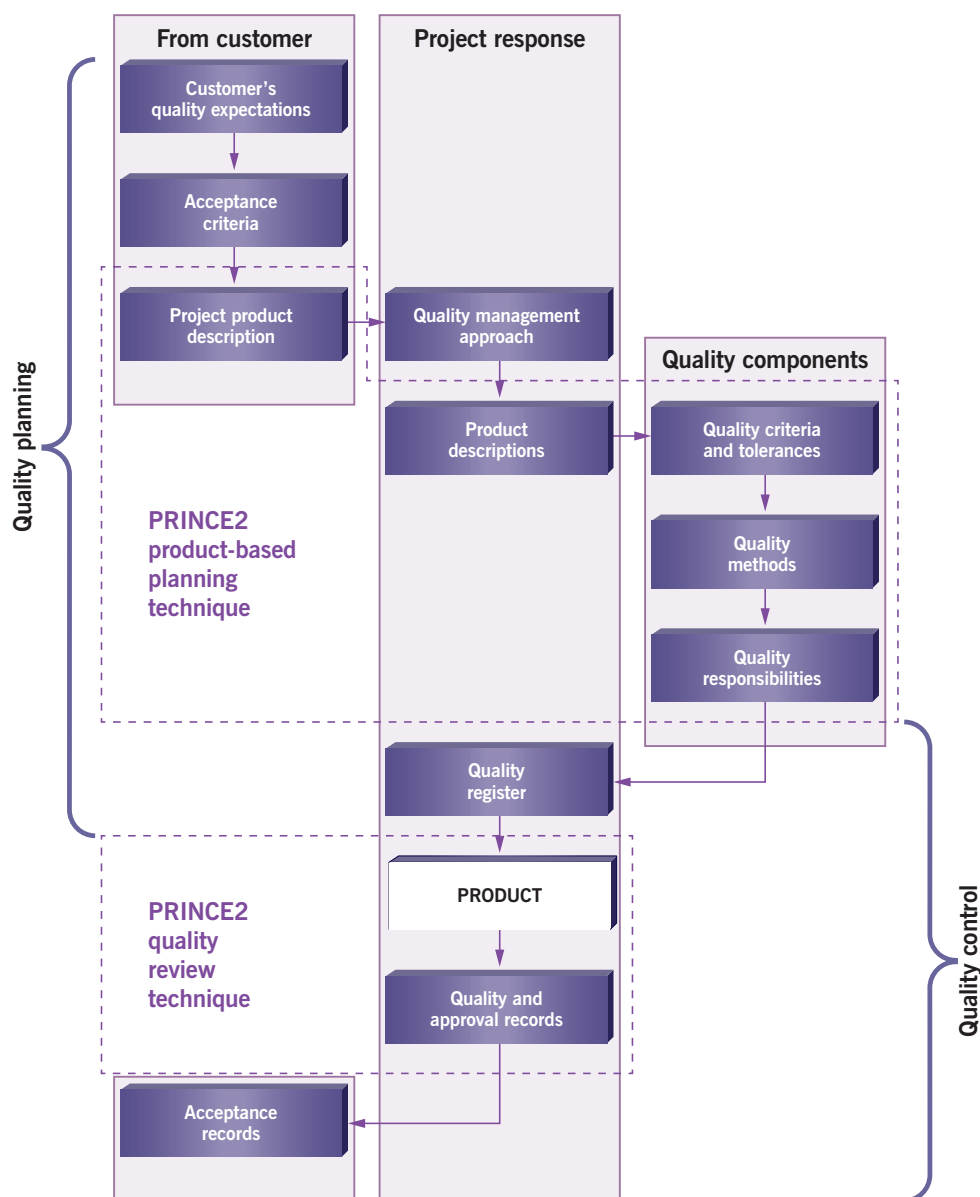 From customer
Project response
Customer's
quality expectations
Acceptance
criteria
Project product
description
Quality management
approach
Quality components
Product
descriptions
Quality criteria
and tolerances
Quality planning
PRINCE2
product-based
planning
technique
Quality
methods
Quality
responsibilities
Quality
register
PRODUCT
PRINCE2
quality
review
technique
Quality and
approval records
Quality control
Acceptance
records